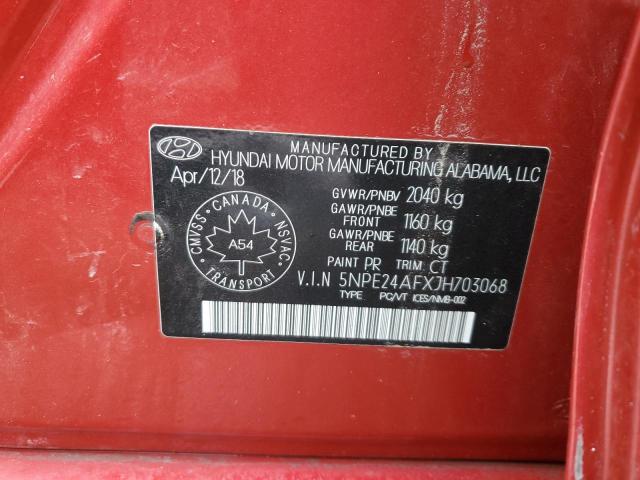 MANUFACTURED BY
HYUNDAI MOTOR MANUFACTURING ALABAMA, LLC
Apr/12/18
GVWR/PNBV 2040 kg
GAWR/PNBE
FRONT 1160 kg
GAWR/PNBE
REAR 1140 kg
PAINT PR TRIM CT
V.I.N 5NPE24AFXJH703068
TYPE PC/VT ICES/NMB-002
CANADA
CMVSS NSVAC
A54
TRANSPORT